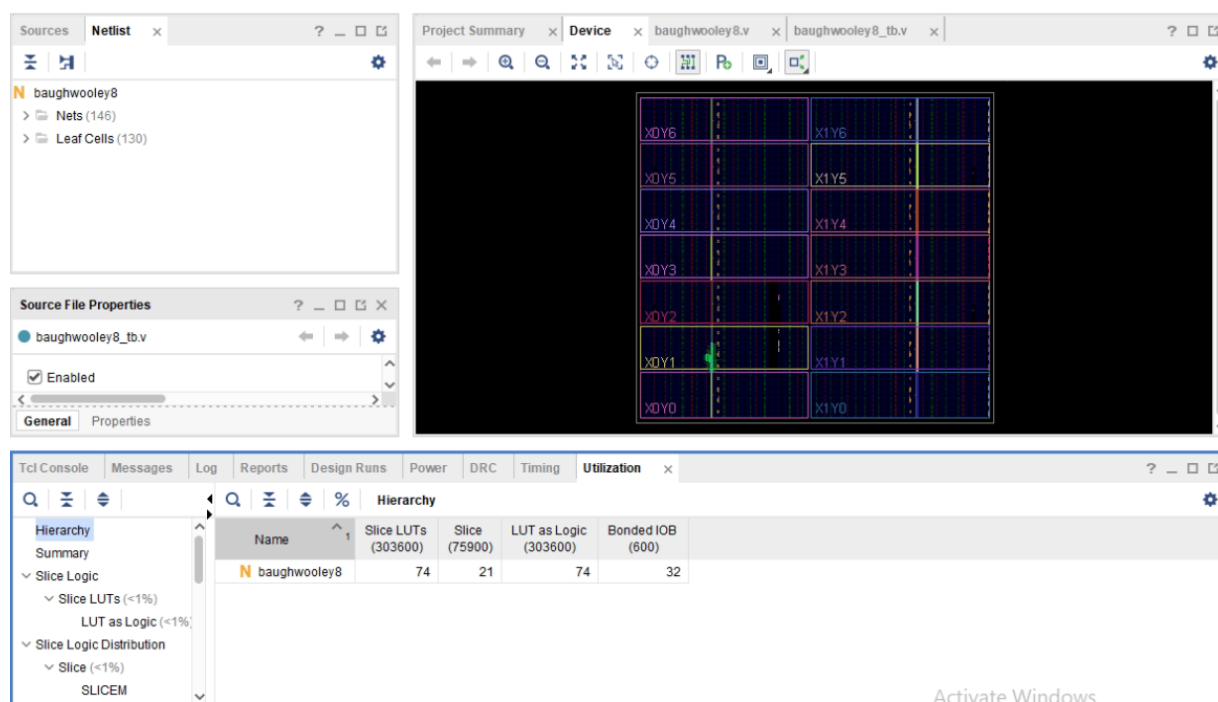 Sources Netlist × ? _
N baughwooley8
> Nets (146)
> Leaf Cells (130)
Source File Properties ? _ ×
baughwooley8_tb.v
Enabled
General Properties
Project Summary × Device × baughwooley8.v × baughwooley8_tb.v × ?
X0Y6 X1Y6
X0Y5 X1Y5
X0Y4 X1Y4
X0Y3 X1Y3
X0Y2 X1Y2
X0Y1 X1Y1
X0Y0 X1Y0
Tcl Console Messages Log Reports Design Runs Power DRC Timing Utilization × ? _
% Hierarchy
Hierarchy
Summary
Slice Logic
Slice LUTs (<1%)
LUT as Logic (<1%
Slice Logic Distribution
Slice (<1%)
SLICEM
Name 1 Slice LUTs Slice LUT as Logic Bonded IOB
(303600) (75900) (303600) (600)
N baughwooley8 74 21 74 32
Activate Windows